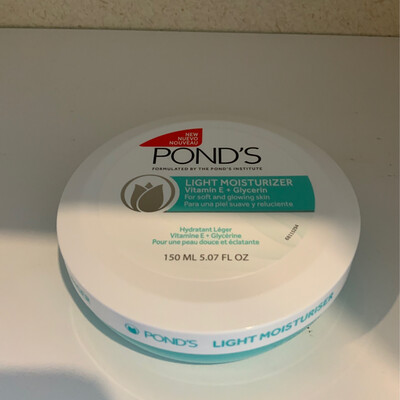 NEW
NUEVO
NOUVEAU
POND'S
FORMULATED BY THE POND'S INSTITUTE
LIGHT MOISTURIZER
Vitamin E + Glycerin
For soft and glowing skin
Para una piel suave y reluciente
Hydratant Léger
Vitamine E + Glycérine
Pour une peau douce et éclatante
150 ML 5.07 FL OZ
POND'S LIGHT MOISTURISER